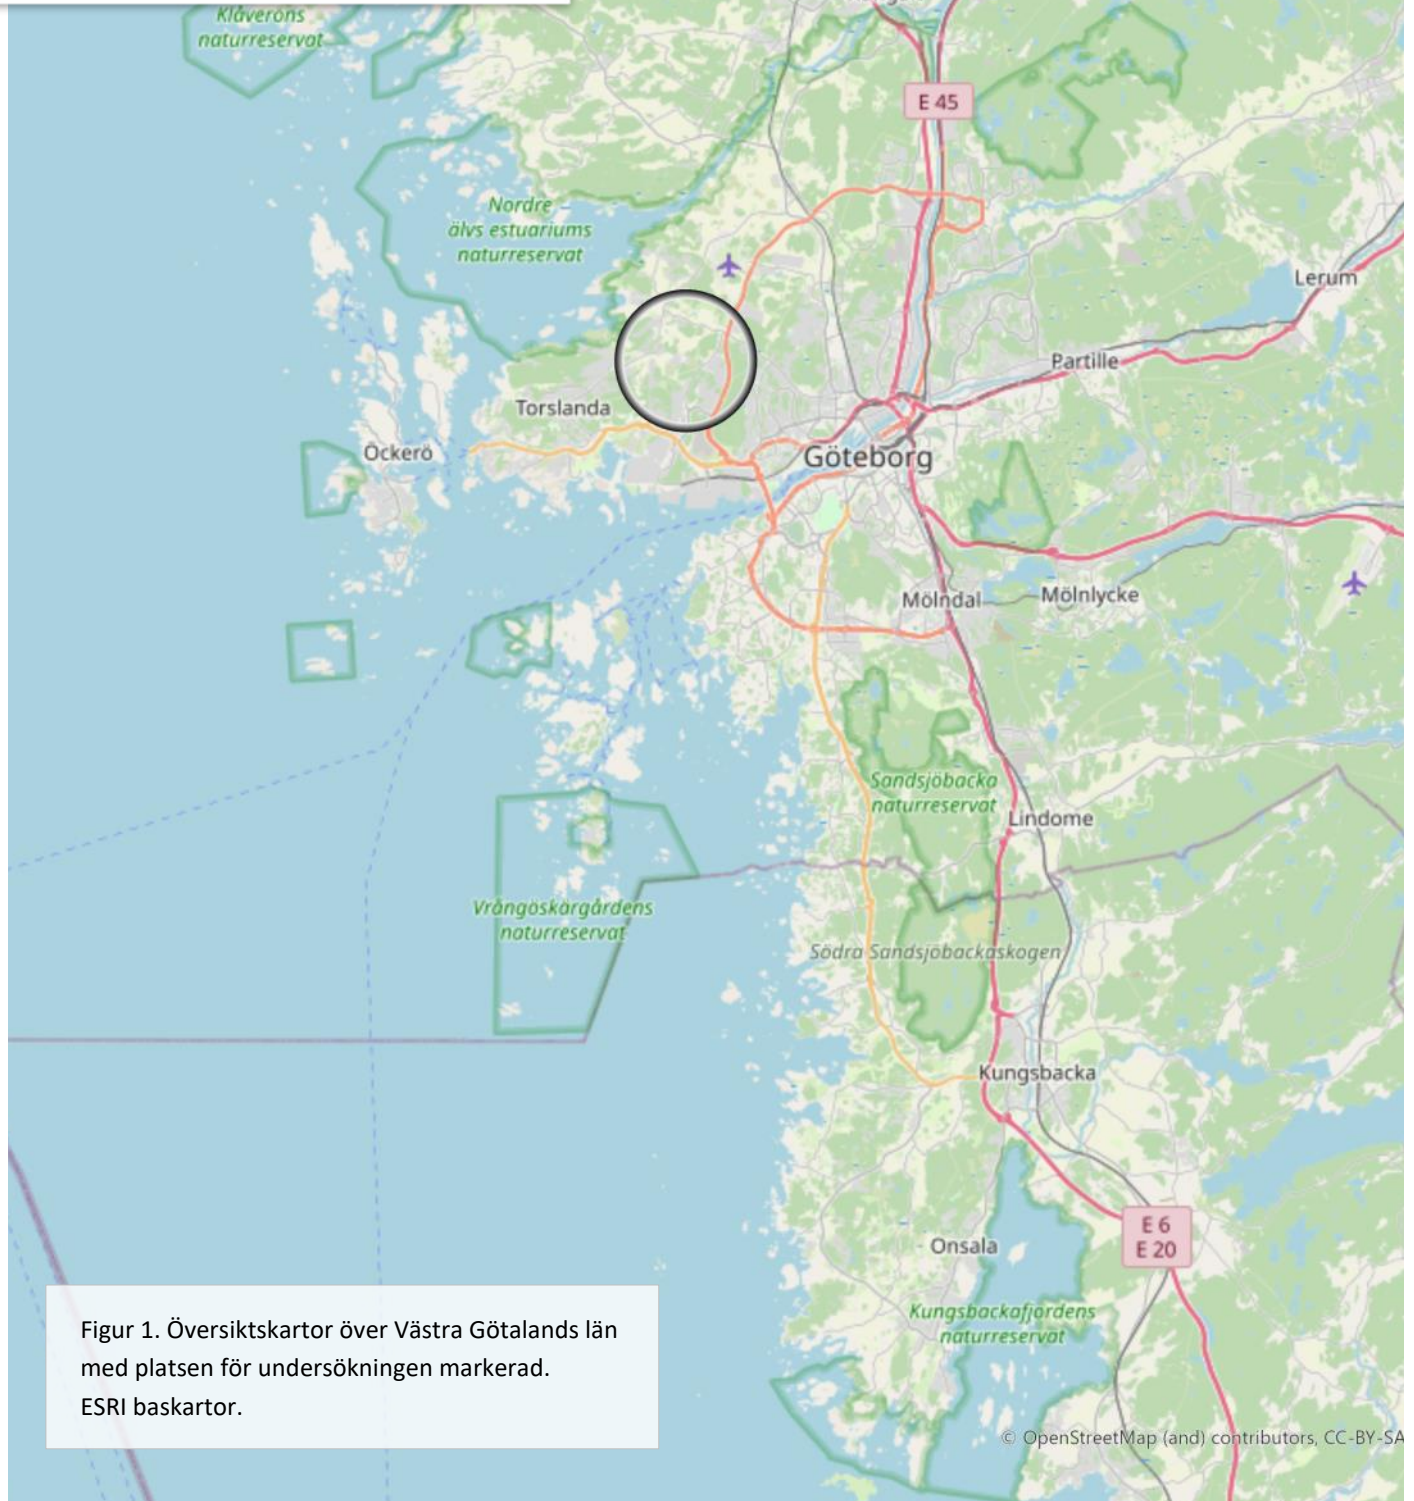 Klåveröns
naturreservat
E 45
Nordre
älvs estuariums
naturreservat
Lerum
Partille
Torslanda
Öckerö
Göteborg
Mölndal
Mölnlycke
Sandsjöbacka
naturreservat
Lindome
Vrångöskärgårdens
naturreservat
Södra Sandsjöbackaskogen
Kungsbacka
E 6
E 20
Onsala
Kungsbackafjordens
naturreservat
Figur 1. Översiktskartor över Västra Götalands län
med platsen för undersökningen markerad.
ESRI baskartor.
© OpenStreetMap (and) contributors, CC-BY-SA